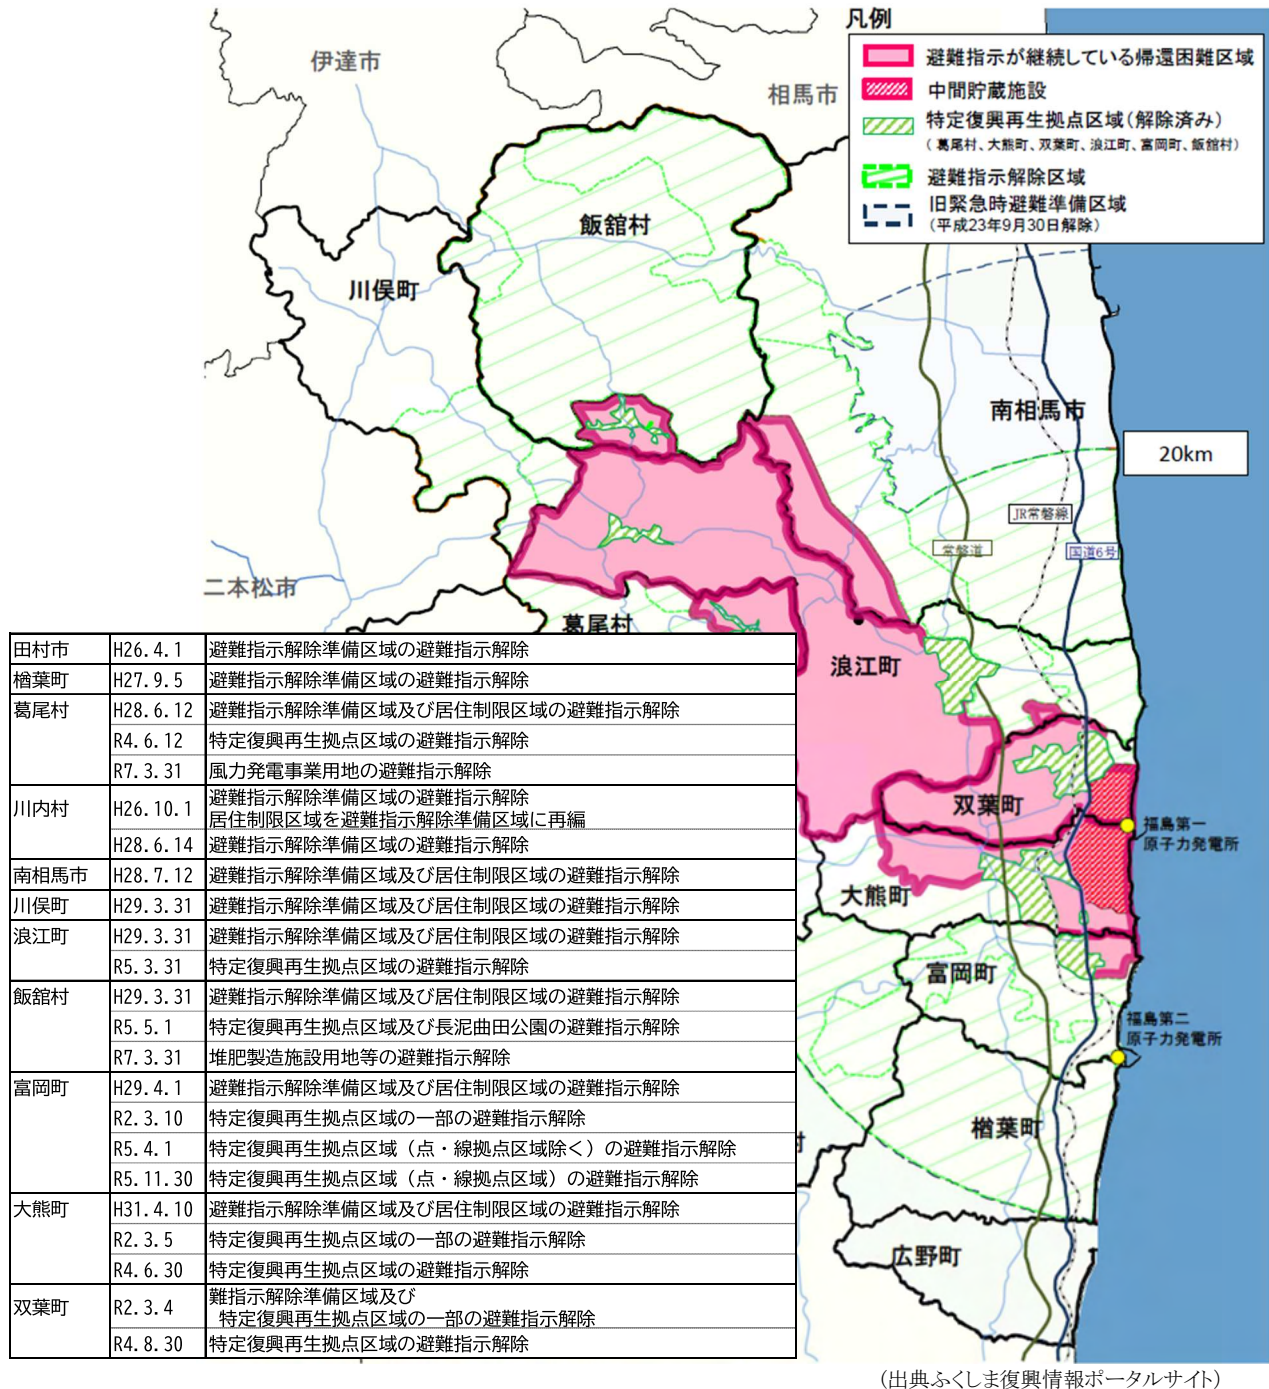 凡例
避難指示が継続している帰還困難区域
中間貯蔵施設
特定復興再生拠点区域(解除済み)
(葛尾村、大熊町、双葉町、浪江町、富岡町、飯舘村)
避難指示解除区域
旧緊急時避難準備区域
(平成23年9月30日解除)
伊達市
相馬市
飯舘村
川俣町
南相馬市
20km
JR常磐線
常磐道
国道6号
二本松市
葛尾村
浪江町
双葉町
福島第一
原子力発電所
大熊町
富岡町
福島第二
原子力発電所
楢葉町
村
広野町
田村市 H26.4.1 避難指示解除準備区域の避難指示解除
楢葉町 H27.9.5 避難指示解除準備区域の避難指示解除
葛尾村 H28.6.12 避難指示解除準備区域及び居住制限区域の避難指示解除
R4.6.12 特定復興再生拠点区域の避難指示解除
R7.3.31 風力発電事業用地の避難指示解除
川内村 H26.10.1 避難指示解除準備区域の避難指示解除
居住制限区域を避難指示解除準備区域に再編
H28.6.14 避難指示解除準備区域の避難指示解除
南相馬市 H28.7.12 避難指示解除準備区域及び居住制限区域の避難指示解除
川俣町 H29.3.31 避難指示解除準備区域及び居住制限区域の避難指示解除
浪江町 H29.3.31 避難指示解除準備区域及び居住制限区域の避難指示解除
R5.3.31 特定復興再生拠点区域の避難指示解除
飯舘村 H29.3.31 避難指示解除準備区域及び居住制限区域の避難指示解除
R5.5.1 特定復興再生拠点区域及び長泥曲田公園の避難指示解除
R7.3.31 堆肥製造施設用地等の避難指示解除
富岡町 H29.4.1 避難指示解除準備区域及び居住制限区域の避難指示解除
R2.3.10 特定復興再生拠点区域の一部の避難指示解除
R5.4.1 特定復興再生拠点区域(点・線拠点区域除く)の避難指示解除
R5.11.30 特定復興再生拠点区域(点・線拠点区域)の避難指示解除
大熊町 H31.4.10 避難指示解除準備区域及び居住制限区域の避難指示解除
R2.3.5 特定復興再生拠点区域の一部の避難指示解除
R4.6.30 特定復興再生拠点区域の避難指示解除
双葉町 R2.3.4 難指示解除準備区域及び
特定復興再生拠点区域の一部の避難指示解除
R4.8.30 特定復興再生拠点区域の避難指示解除
(出典ふくしま復興情報ポータルサイト)